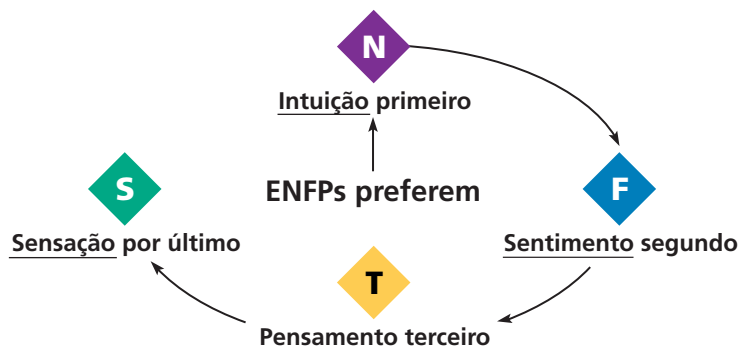 N
Intuição primeiro
ENFPs preferem
S
Sensação por último
F
Sentimento segundo
T
Pensamento terceiro